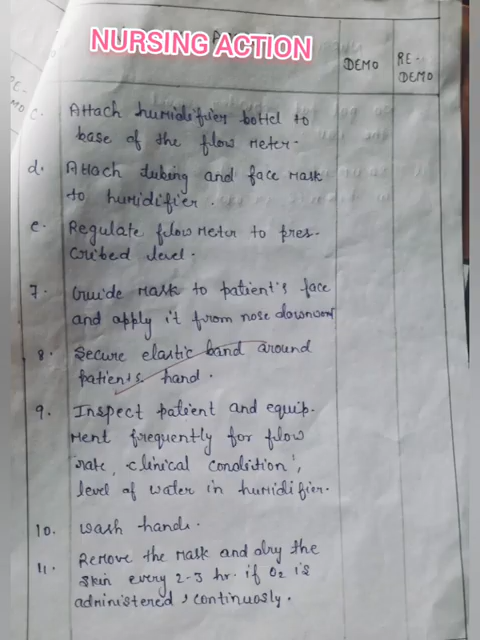 NURSING ACTION
DEMO
RE-
DEMO
c. Attach humidifier bottel to
base of the flow Meter-
d. Attach tubing and face Mask
to humidifier.
e. Regulate flow Meter to pres-
cribed level.
7. Guide Mask to patient's face
and apply it from nose downword
8. Secure elastic band around
patient's hand.
9. Inspect patient and equip-
Ment frequently for flow
rate, clinical condition,
level of water in humidifier.
10. wash hands.
11. Remove the Mask and dry the
skin every 2-3 hr. if O2 is
administered, continuosly.